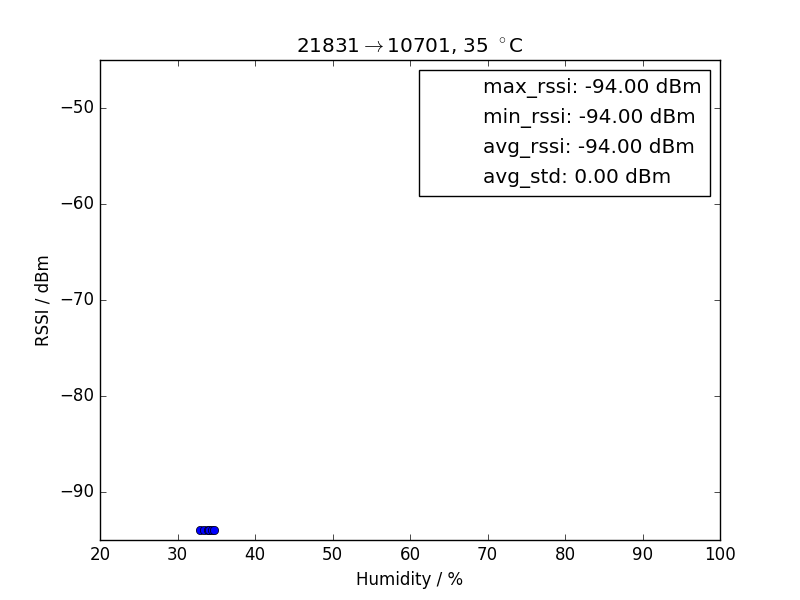 21831→10701, 35 °C
max_rssi: -94.00 dBm
min_rssi: -94.00 dBm
avg_rssi: -94.00 dBm
avg_std: 0.00 dBm
−50
−60
−70
−80
−90
RSSI / dBm
20 30 40 50 60 70 80 90 100
Humidity / %